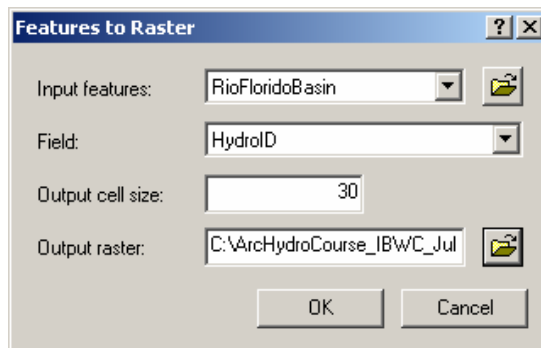 Features to Raster
Input features: RioFloridoBasin
Field: HydroID
Output cell size: 30
Output raster: C:\ArcHydroCourse_IBWC_Jul
OK Cancel